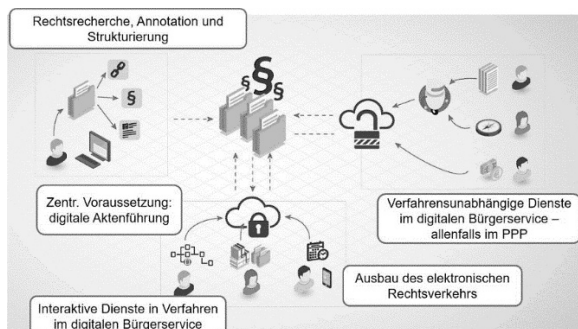 Rechtsrecherche, Annotation und
Strukturierung
§
§
§
§
Zentr. Voraussetzung:
digitale Aktenführung
Verfahrensunabhängige Dienste
im digitalen Bürgerservice –
allenfalls im PPP
Ausbau des elektronischen
Rechtsverkehrs
Interaktive Dienste in Verfahren
im digitalen Bürgerservice